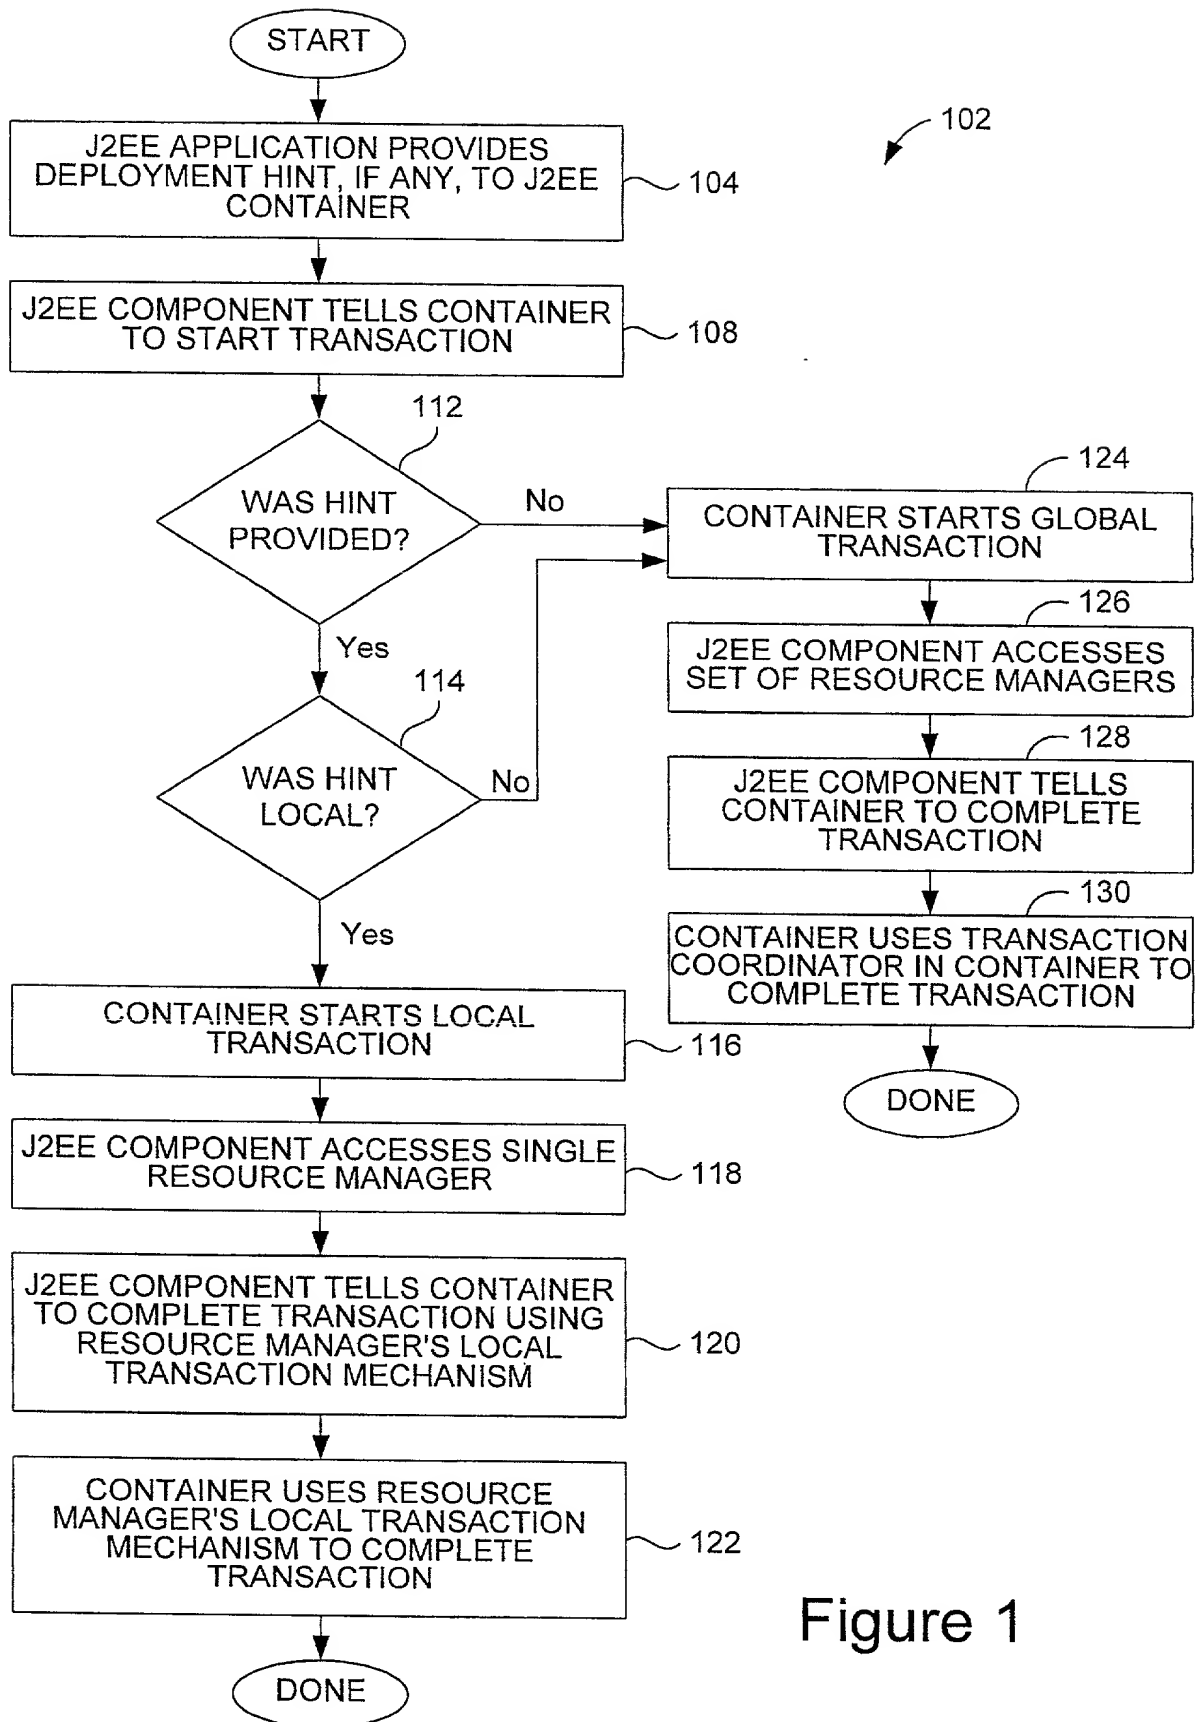 START
102
J2EE APPLICATION PROVIDES
DEPLOYMENT HINT, IF ANY, TO J2EE
CONTAINER
104
J2EE COMPONENT TELLS CONTAINER
TO START TRANSACTION
108
112
WAS HINT
PROVIDED?
No
Yes
114
WAS HINT
LOCAL?
No
Yes
CONTAINER STARTS LOCAL
TRANSACTION
116
J2EE COMPONENT ACCESSES SINGLE
RESOURCE MANAGER
118
J2EE COMPONENT TELLS CONTAINER
TO COMPLETE TRANSACTION USING
RESOURCE MANAGER'S LOCAL
TRANSACTION MECHANISM
120
CONTAINER USES RESOURCE
MANAGER'S LOCAL TRANSACTION
MECHANISM TO COMPLETE
TRANSACTION
122
DONE
124
CONTAINER STARTS GLOBAL
TRANSACTION
126
J2EE COMPONENT ACCESSES
SET OF RESOURCE MANAGERS
128
J2EE COMPONENT TELLS
CONTAINER TO COMPLETE
TRANSACTION
130
CONTAINER USES TRANSACTION
COORDINATOR IN CONTAINER TO
COMPLETE TRANSACTION
DONE
Figure 1